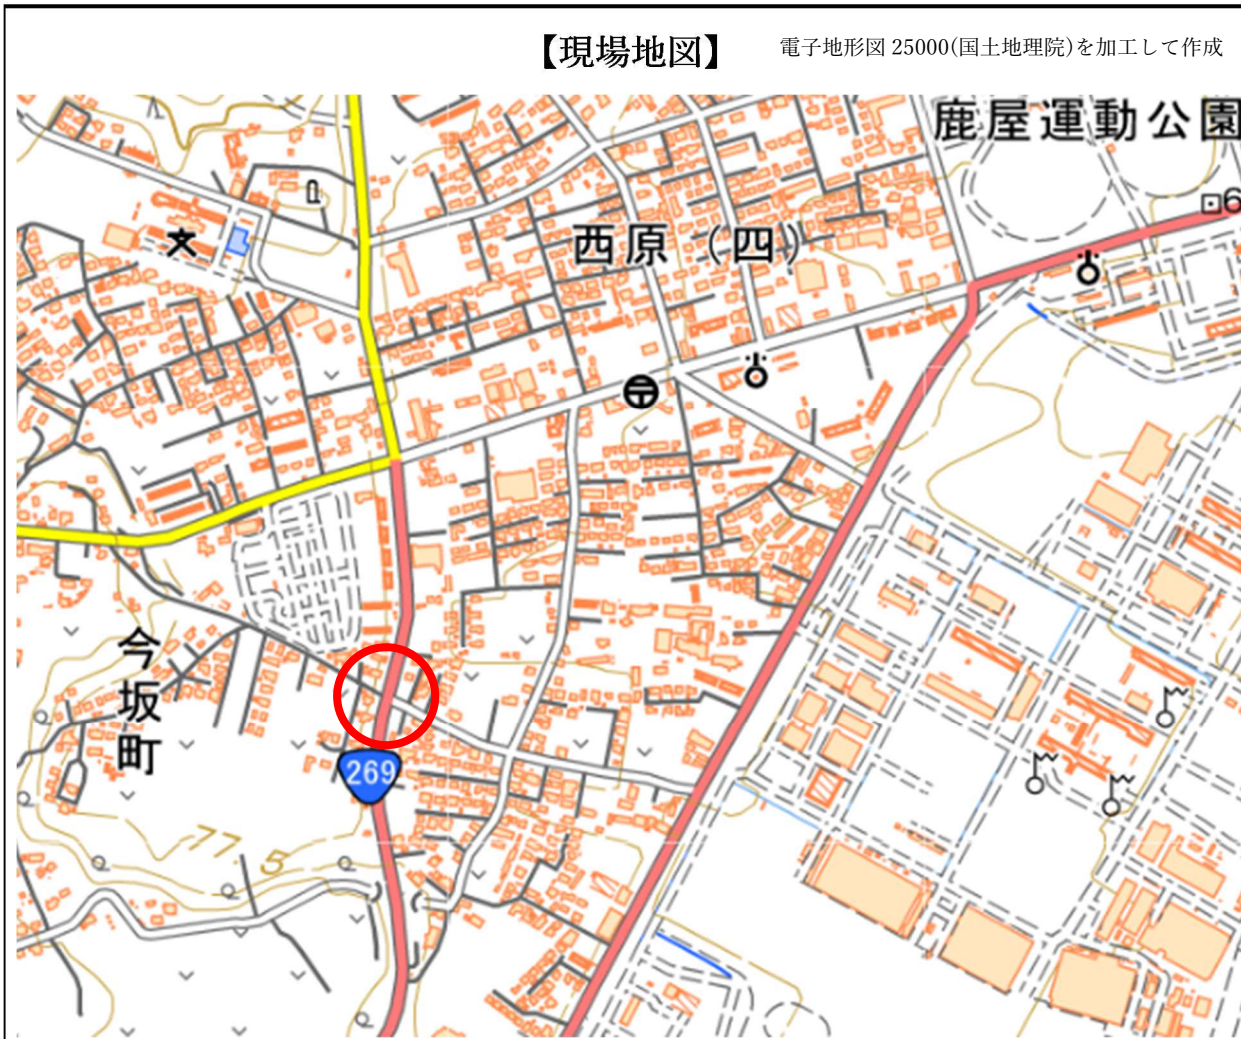 【現場地図】
電子地形図 25000(国土地理院)を加工して作成
鹿屋運動公園
西原（四）
今坂町
269
77.5
6